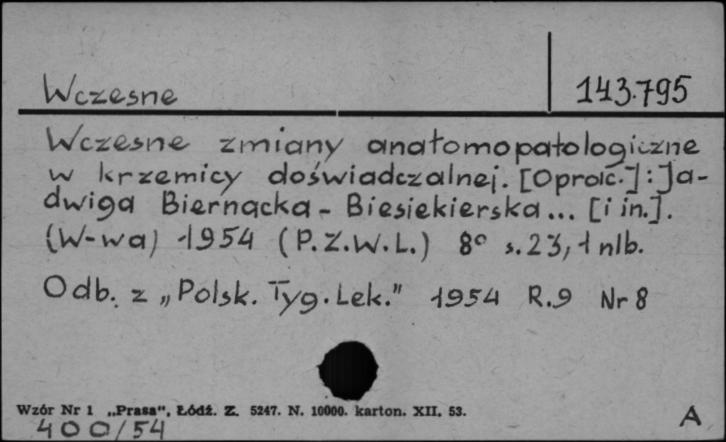 Wczesne
143.795
Wczesne zmiany anatomopatologiczne
w krzemicy doświadczalnej. [Oprac.]: Ja-
dwiga Biernacka - Biesiekierska... [i in.].
(W-wa) 1954 (P.Z.W.L.) 8° s.23, 1 nlb.
Odb. z „Polsk. Tyg. Lek." 1954 R.9 Nr 8
Wzór Nr 1 „Prasa", Łódź. Z. 5247. N. 10000. karton. XII. 53.
A
400/54